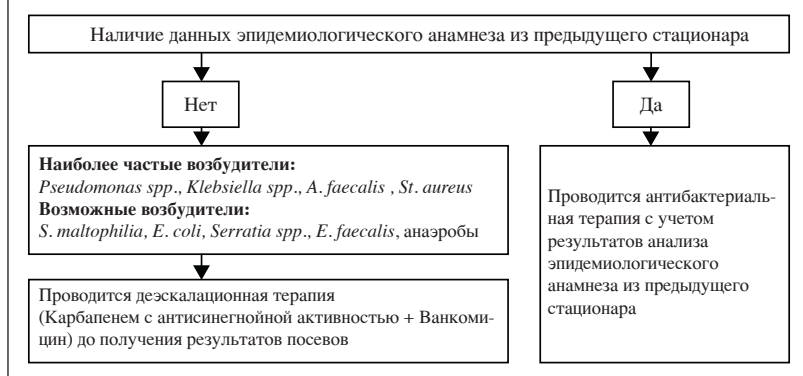 Наличие данных эпидемиологического анамнеза из предыдущего стационара
Нет
Да
Наиболее частые возбудители:
Pseudomonas spp., Klebsiella spp., A. faecalis , St. aureus
Возможные возбудители:
S. maltophilia, E. coli, Serratia spp., E. faecalis, анаэробы
Проводится деэскалационная терапия
(Карбапенем с антисинегнойной активностью + Ванкоми-
цин) до получения результатов посевов
Проводится антибактериаль-
ная терапия с учетом
результатов анализа
эпидемиологического
анамнеза из предыдущего
стационара